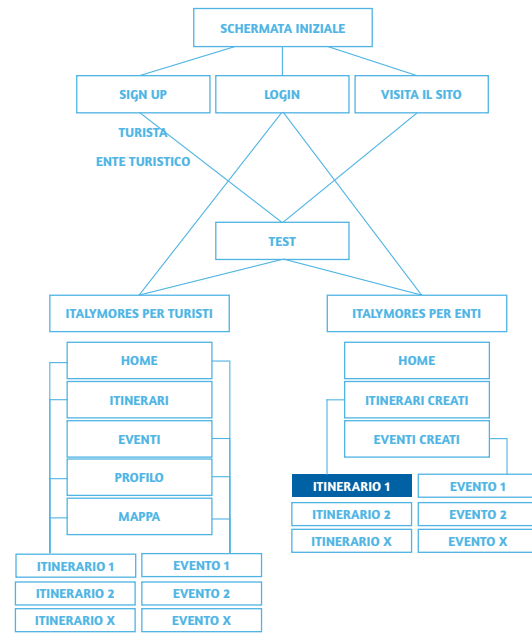 SCHERMATA INIZIALE
SIGN UP
LOGIN
VISITA IL SITO
TURISTA
ENTE TURISTICO
TEST
ITALYMORES PER TURISTI
ITALYMORES PER ENTI
HOME
ITINERARI
EVENTI
PROFILO
MAPPA
ITINERARIO 1
EVENTO 1
ITINERARIO 2
EVENTO 2
ITINERARIO X
EVENTO X
HOME
ITINERARI CREATI
EVENTI CREATI
ITINERARIO 1
EVENTO 1
ITINERARIO 2
EVENTO 2
ITINERARIO X
EVENTO X